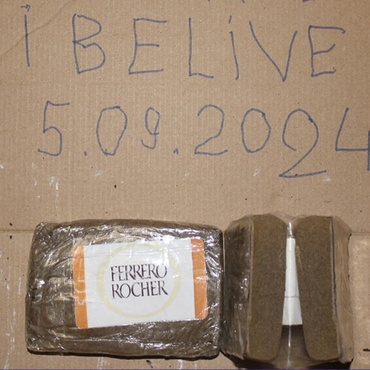 i BELiVE
5.09.2024
FERRERO
ROCHER